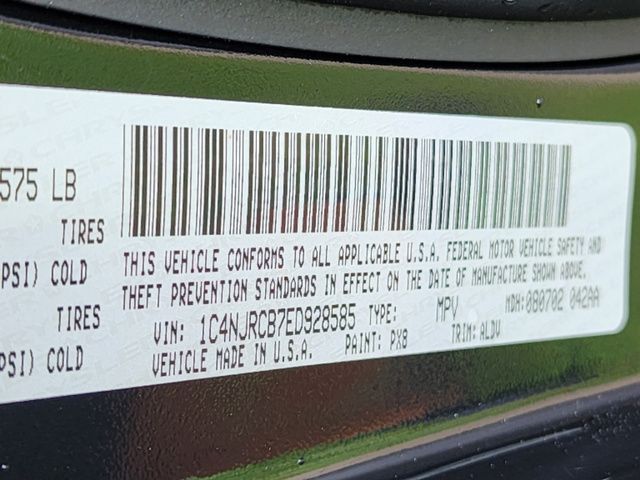 575 LB
TIRES
PSI) COLD
TIRES
PSI) COLD
THIS VEHICLE CONFORMS TO ALL APPLICABLE U.S.A. FEDERAL MOTOR VEHICLE SAFETY AND
THEFT PREVENTION STANDARDS IN EFFECT ON THE DATE OF MANUFACTURE SHOWN ABOVE.
VIN: 1C4NJRCB7ED928585 TYPE: MPV MDH: 080702 042AA
VEHICLE MADE IN U.S.A. PAINT: PX8 TRIM: ALDV